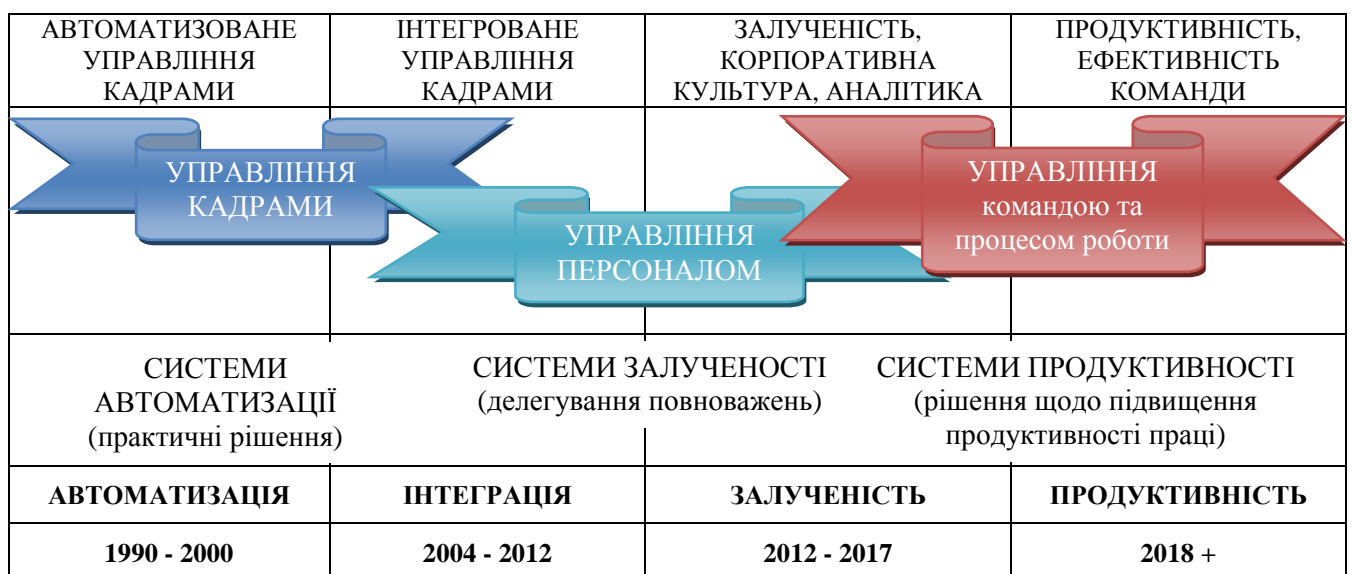 АВТОМАТИЗОВАНЕ
УПРАВЛІННЯ
КАДРАМИ
ІНТЕГРОВАНЕ
УПРАВЛІННЯ
КАДРАМИ
ЗАЛУЧЕНІСТЬ,
КОРПОРАТИВНА
КУЛЬТУРА, АНАЛІТИКА
ПРОДУКТИВНІСТЬ,
ЕФЕКТИВНІСТЬ
КОМАНДИ
УПРАВЛІННЯ
КАДРАМИ
УПРАВЛІННЯ
ПЕРСОНАЛОМ
УПРАВЛІННЯ
командою та
процесом роботи
СИСТЕМИ
АВТОМАТИЗАЦІЇ
(практичні рішення)
СИСТЕМИ ЗАЛУЧЕНОСТІ
(делегування повноважень)
СИСТЕМИ ПРОДУКТИВНОСТІ
(рішення щодо підвищення
продуктивності праці)
АВТОМАТИЗАЦІЯ
ІНТЕГРАЦІЯ
ЗАЛУЧЕНІСТЬ
ПРОДУКТИВНІСТЬ
1990 - 2000
2004 - 2012
2012 - 2017
2018 +